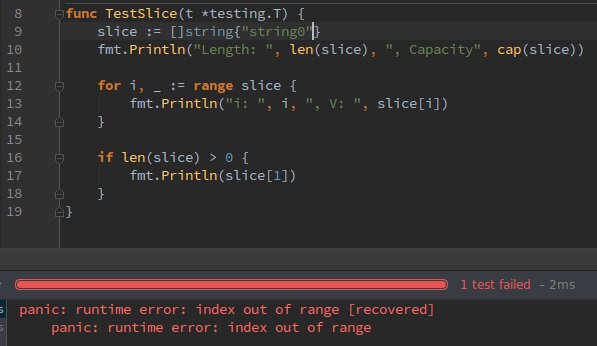 8 func TestSlice(t *testing.T) {
9 slice := []string{"string0"}
10 fmt.Println("Length: ", len(slice), ", Capacity", cap(slice))
11
12 for i, _ := range slice {
13 fmt.Println("i: ", i, ", V: ", slice[i])
14 }
15
16 if len(slice) > 0 {
17 fmt.Println(slice[1])
18 }
19 }
1 test failed - 2ms
panic: runtime error: index out of range [recovered]
panic: runtime error: index out of range